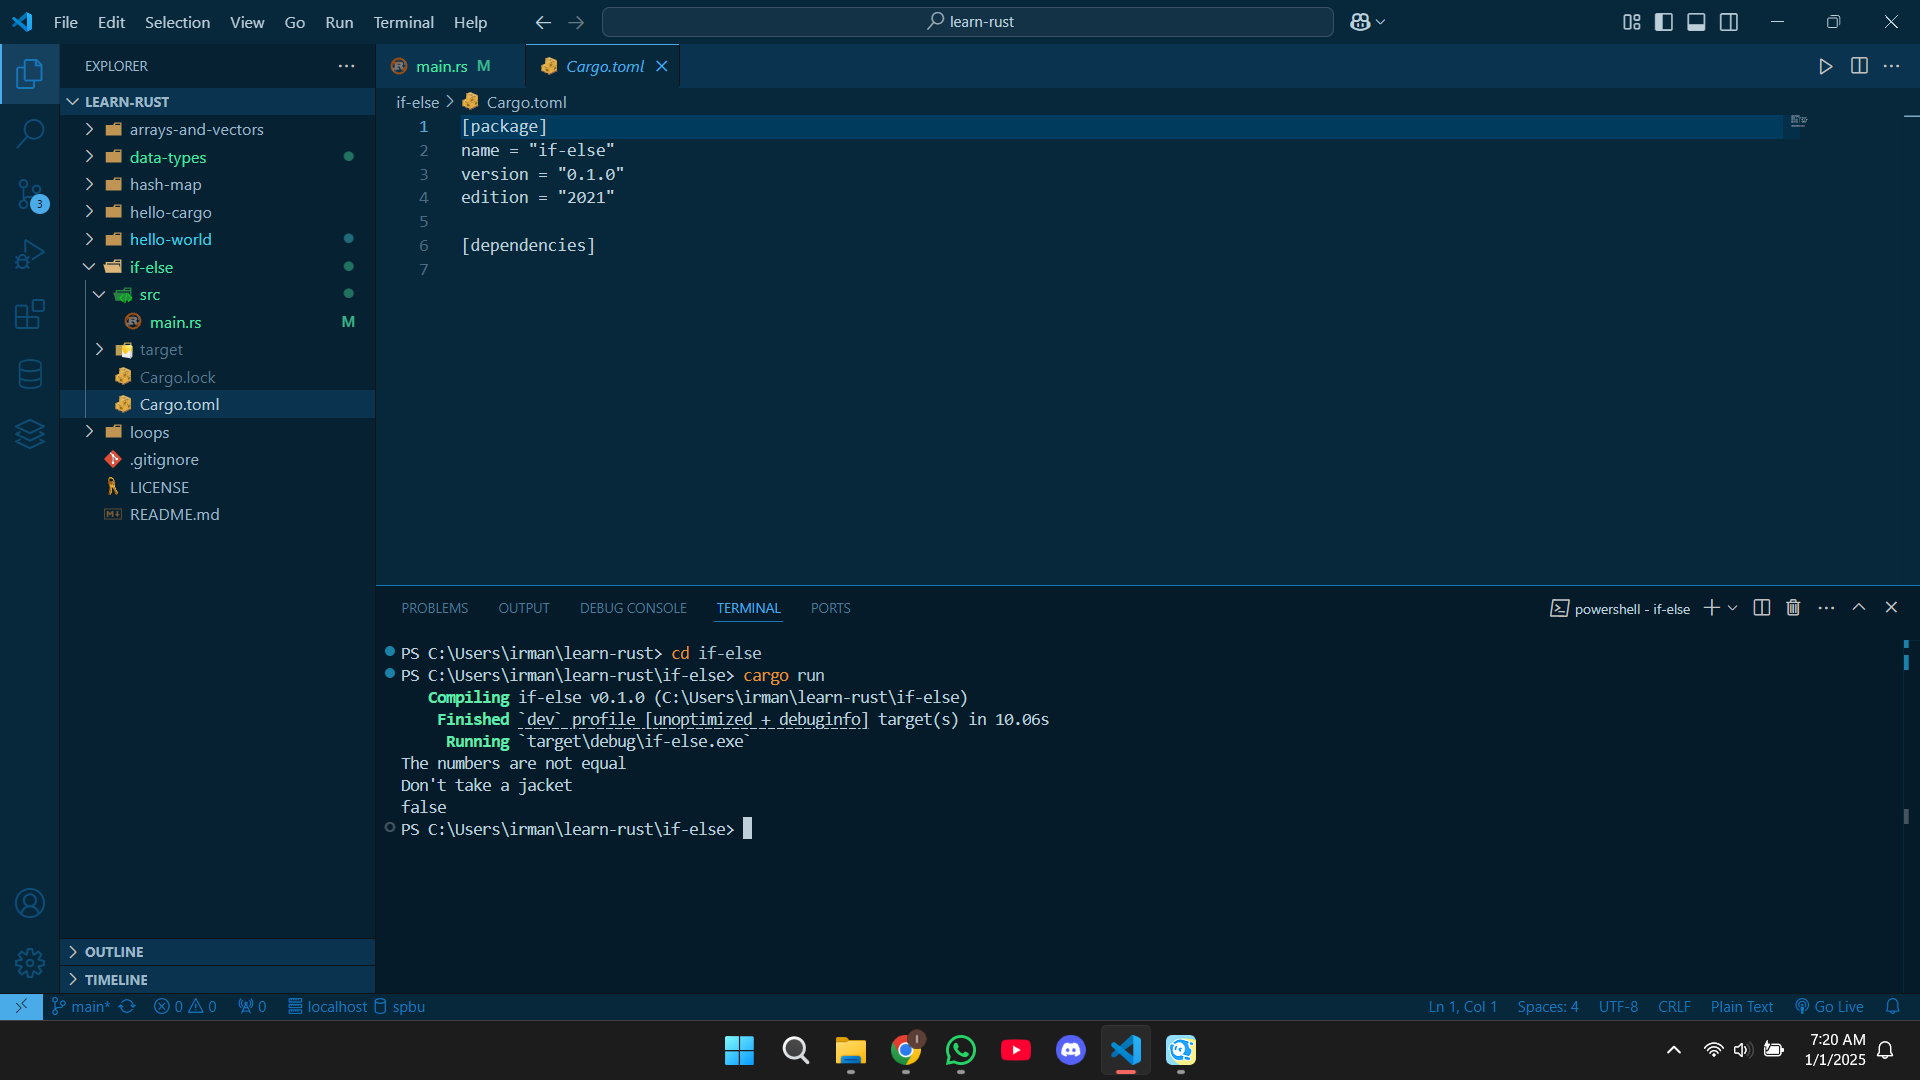 File Edit Selection View Go Run Terminal Help
learn-rust
EXPLORER
LEARN-RUST
arrays-and-vectors
data-types
hash-map
hello-cargo
3
hello-world
if-else
src
main.rs M
target
Cargo.lock
Cargo.toml
loops
.gitignore
LICENSE
README.md
OUTLINE
TIMELINE
main.rs M
Cargo.toml
if-else > Cargo.toml
1 [package]
2 name = "if-else"
3 version = "0.1.0"
4 edition = "2021"
5
6 [dependencies]
7
PROBLEMS OUTPUT DEBUG CONSOLE TERMINAL PORTS
powershell - if-else
PS C:\Users\irman\learn-rust> cd if-else
PS C:\Users\irman\learn-rust\if-else> cargo run
Compiling if-else v0.1.0 (C:\Users\irman\learn-rust\if-else)
Finished `dev` profile [unoptimized + debuginfo] target(s) in 10.06s
Running `target\debug\if-else.exe`
The numbers are not equal
Don't take a jacket
false
PS C:\Users\irman\learn-rust\if-else>
main* 0 0 0 localhost spbu
Ln 1, Col 1 Spaces: 4 UTF-8 CRLF Plain Text Go Live
7:20 AM
1/1/2025